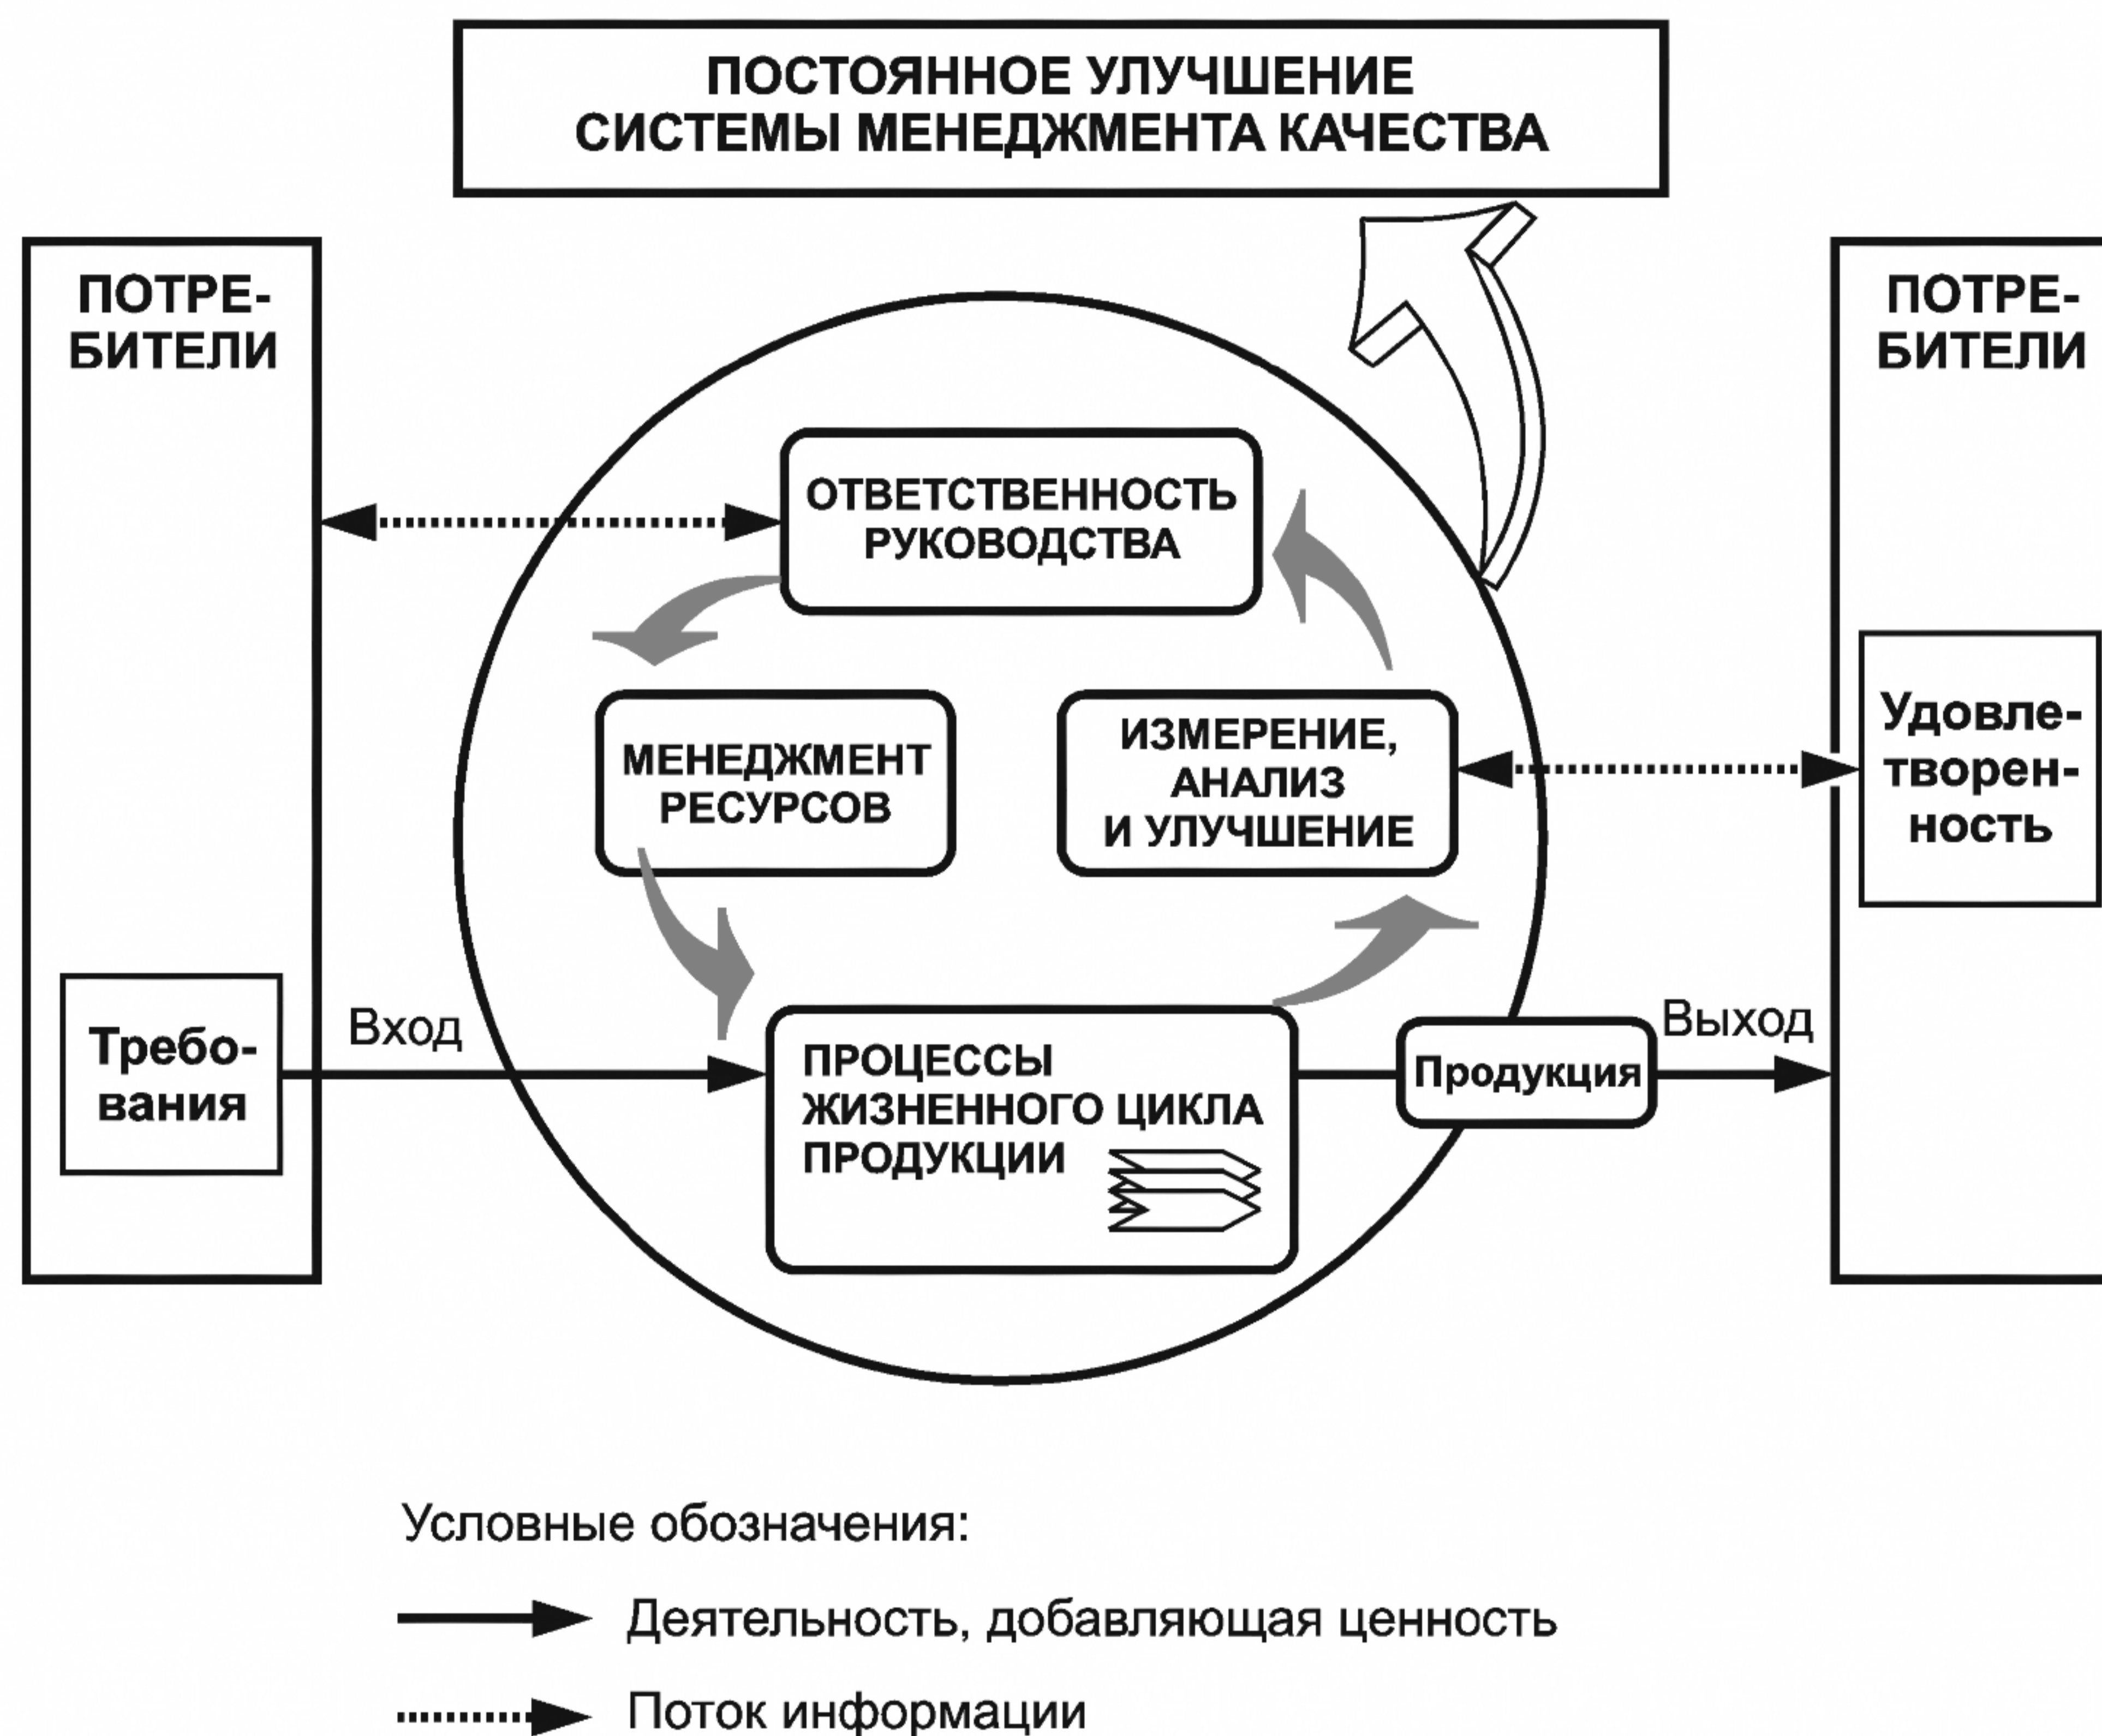 ПОСТОЯННОЕ УЛУЧШЕНИЕ
СИСТЕМЫ МЕНЕДЖМЕНТА КАЧЕСТВА
ПОТРЕ-
БИТЕЛИ
ПОТРЕ-
БИТЕЛИ
ОТВЕТСТВЕННОСТЬ
РУКОВОДСТВА
МЕНЕДЖМЕНТ
РЕСУРСОВ
ИЗМЕРЕНИЕ,
АНАЛИЗ
И УЛУЧШЕНИЕ
Удовле-
творен-
ность
Требо-
вания
Вход
ПРОЦЕССЫ
ЖИЗНЕННОГО ЦИКЛА
ПРОДУКЦИИ
Продукция
Выход
Условные обозначения:
Деятельность, добавляющая ценность
Поток информации